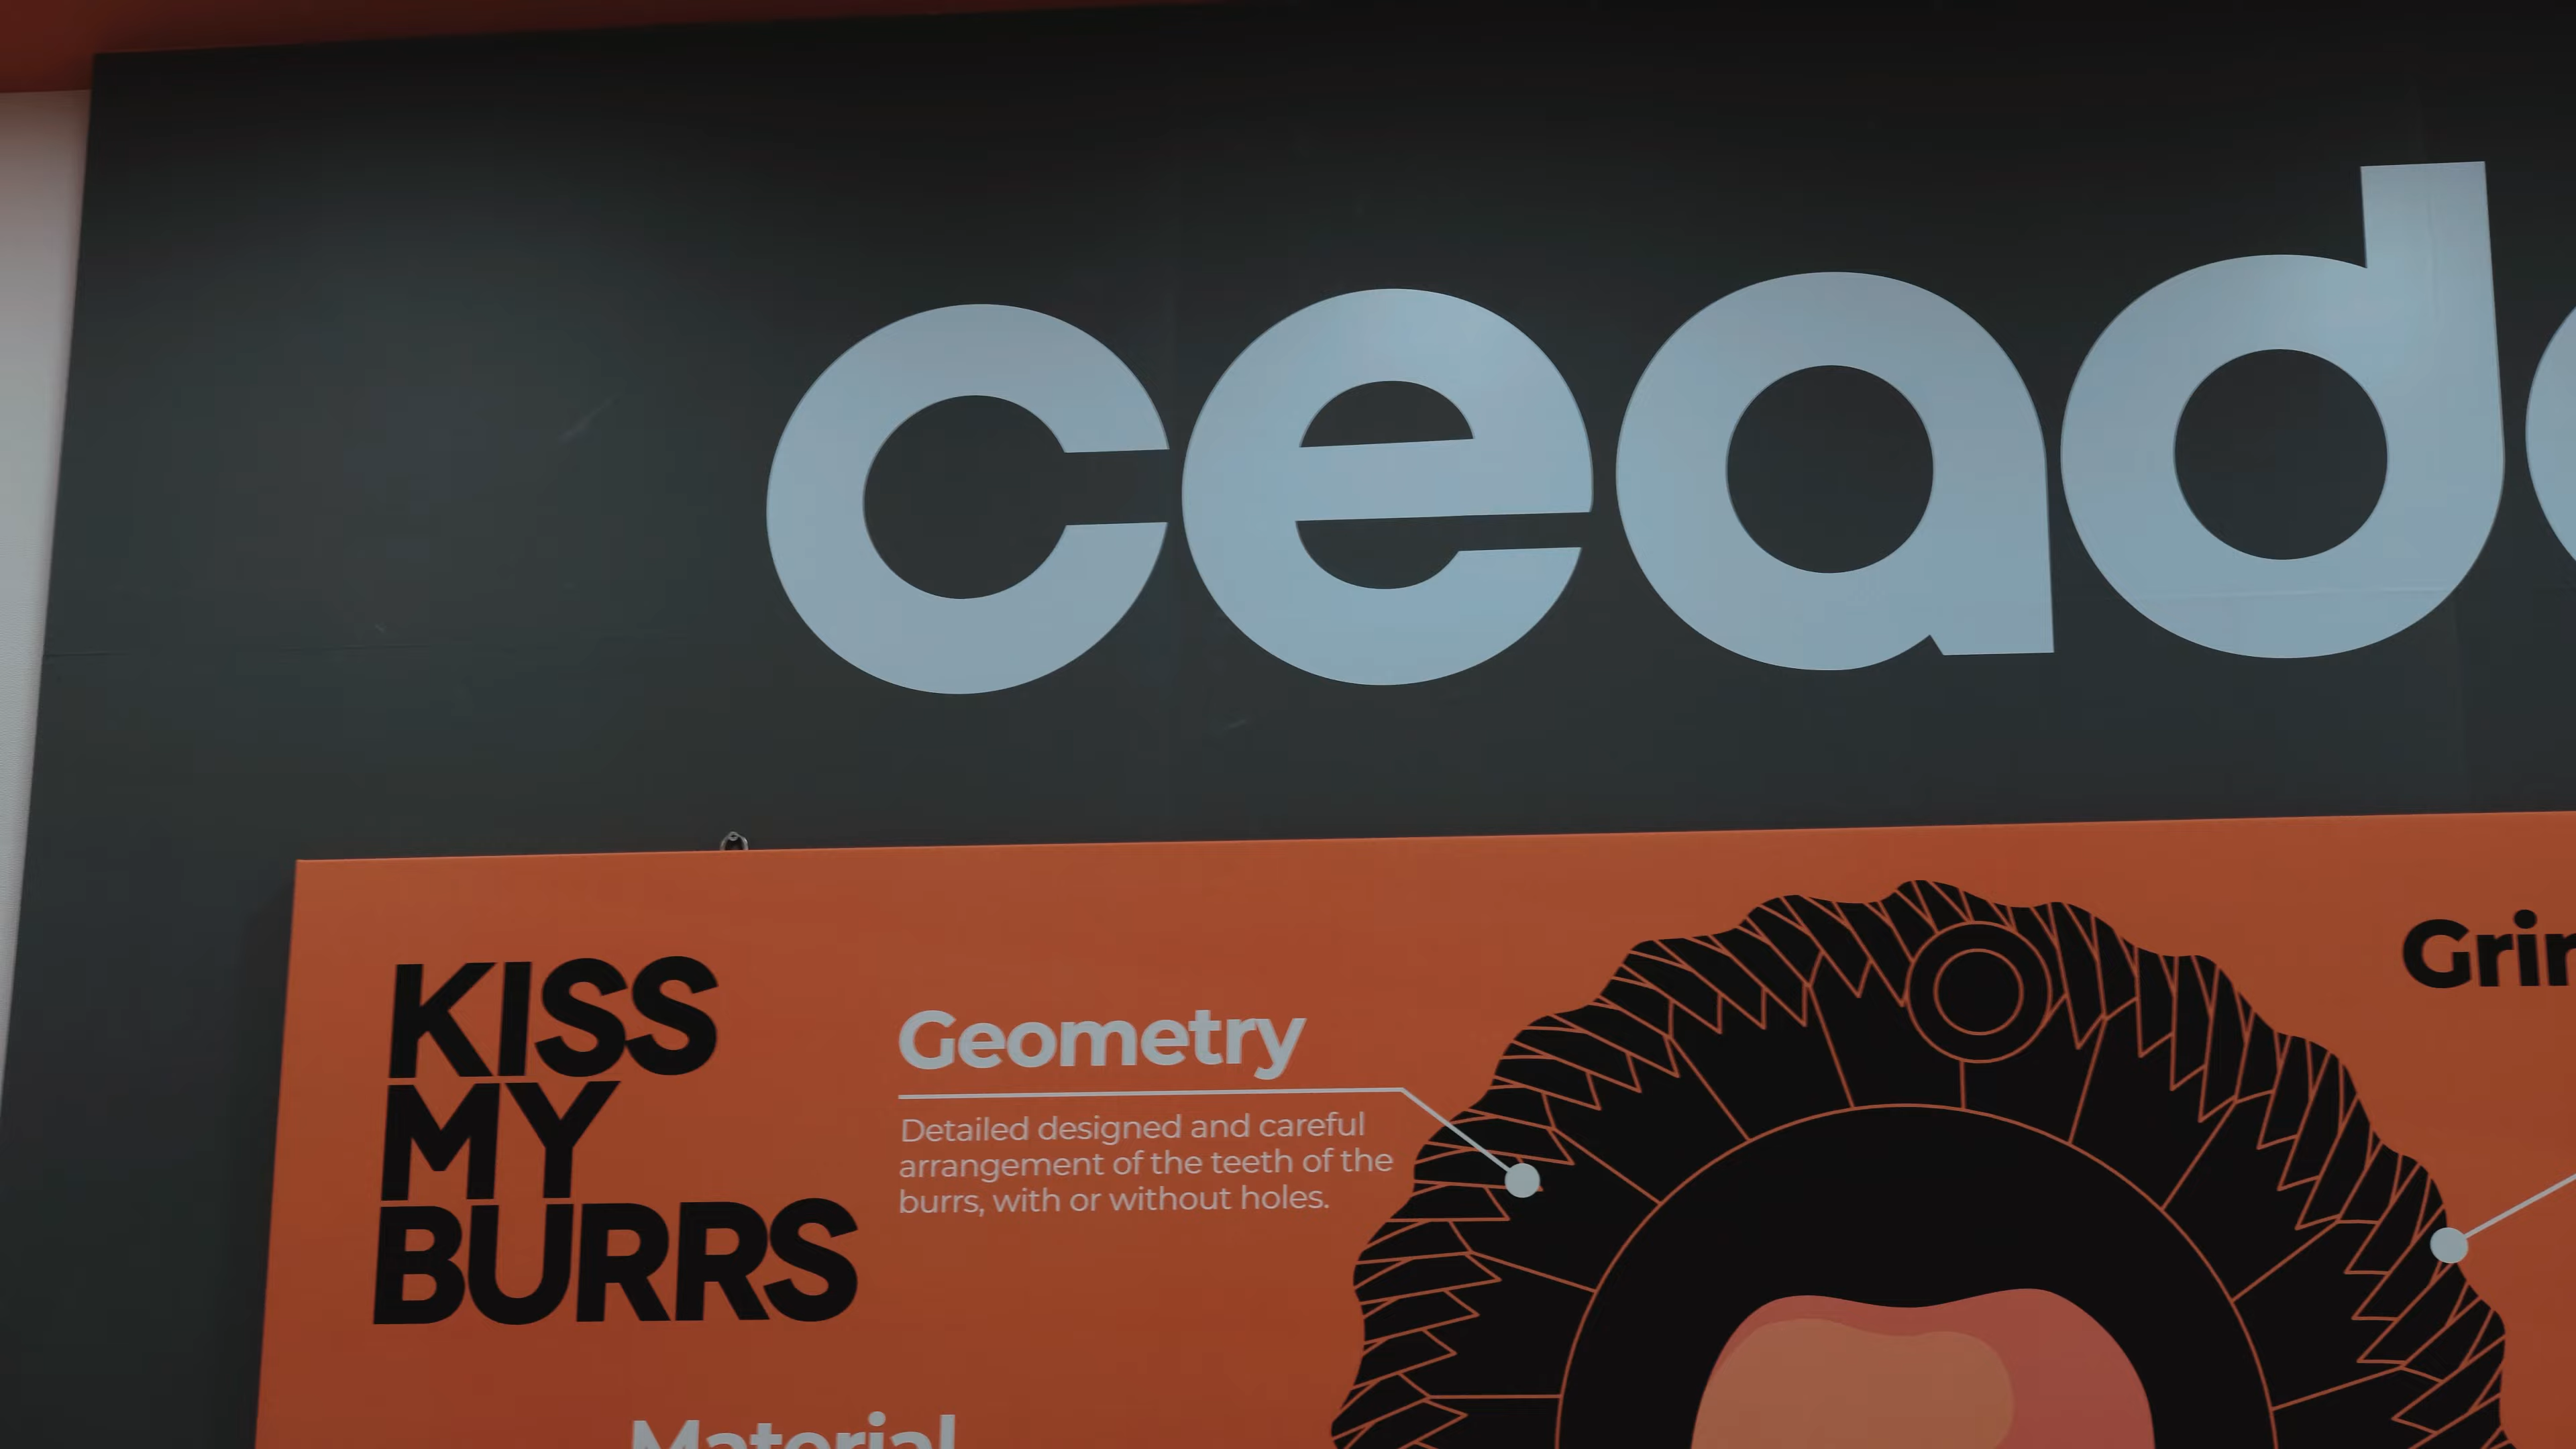 cead
KISS
MY
BURRS
Geometry
Detailed designed and careful
arrangement of the teeth of the
burrs, with or without holes.
Material